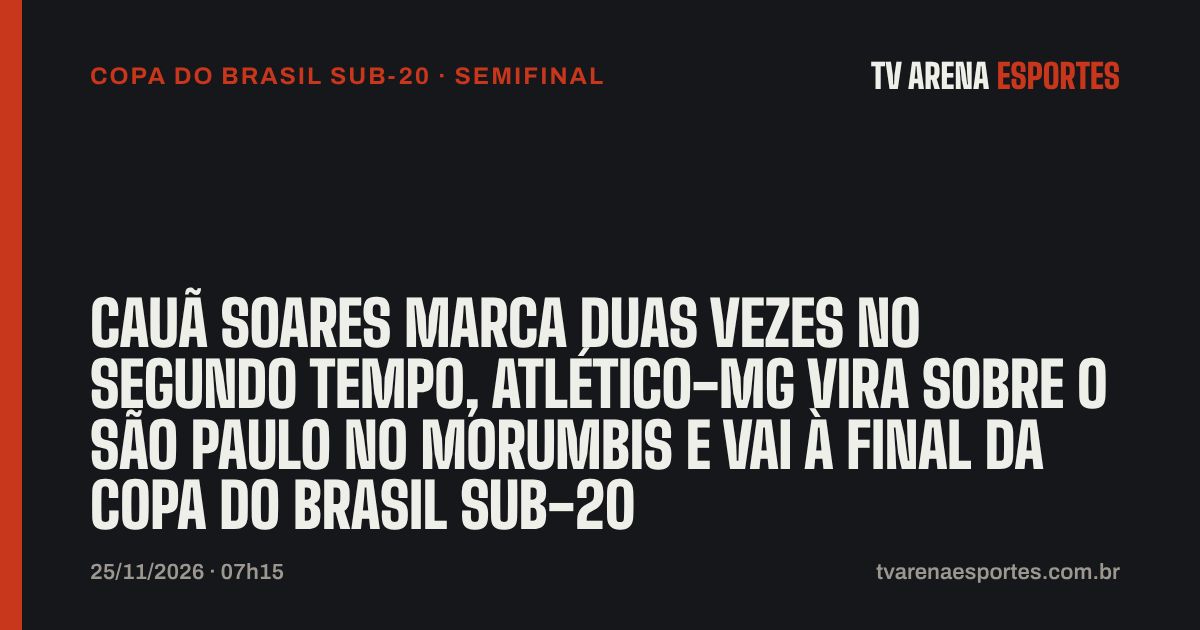 COPA DO BRASIL SUB-20 · SEMIFINAL
TV ARENA ESPORTES
CAUÃ SOARES MARCA DUAS VEZES NO
SEGUNDO TEMPO, ATLÉTICO-MG VIRA SOBRE O
SÃO PAULO NO MORUMBIS E VAI À FINAL DA
COPA DO BRASIL SUB-20
25/11/2026 · 07h15
tvarenaesportes.com.br